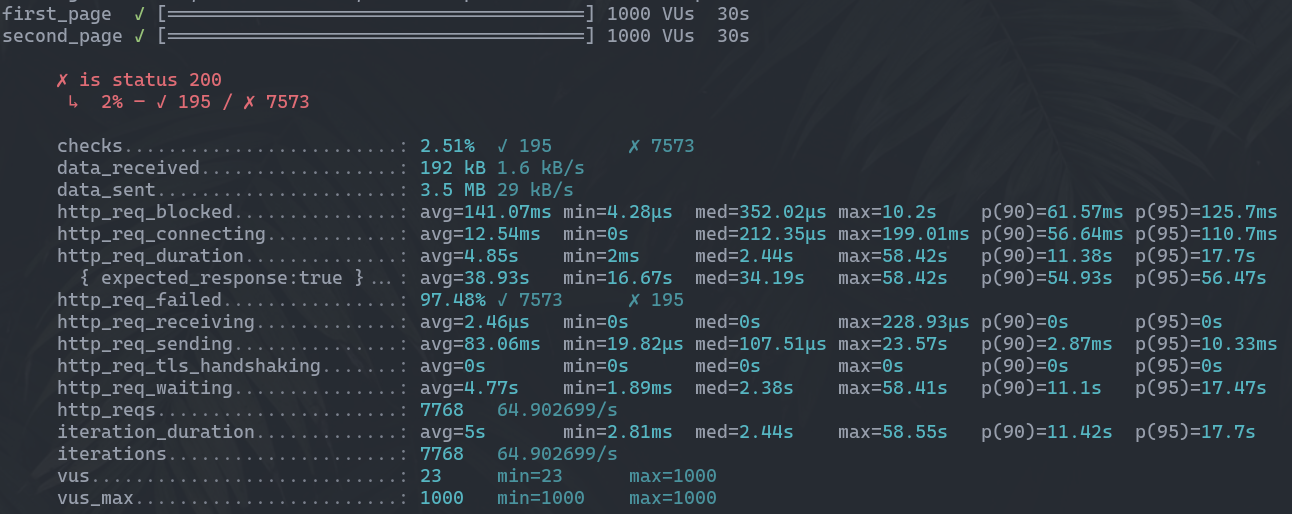 first_page  ✓ [======================================] 1000 VUs  30s
second_page ✓ [======================================] 1000 VUs  30s
✗ is status 200
↳  2% — ✓ 195 / ✗ 7573
checks.........................: 2.51%  ✓ 195       ✗ 7573
data_received..................: 192 kB 1.6 kB/s
data_sent......................: 3.5 MB 29 kB/s
http_req_blocked...............: avg=141.07ms min=4.28µs  med=352.02µs max=10.2s    p(90)=61.57ms p(95)=125.7ms
http_req_connecting............: avg=12.54ms  min=0s      med=212.35µs max=199.01ms p(90)=56.64ms p(95)=110.7ms
http_req_duration..............: avg=4.85s    min=2ms     med=2.44s    max=58.42s   p(90)=11.38s  p(95)=17.7s
{ expected_response:true }...: avg=38.93s   min=16.67s  med=34.19s   max=58.42s   p(90)=54.93s  p(95)=56.47s
http_req_failed................: 97.48% ✓ 7573      ✗ 195
http_req_receiving.............: avg=2.46µs   min=0s      med=0s       max=228.93µs p(90)=0s      p(95)=0s
http_req_sending...............: avg=83.06ms  min=19.82µs med=107.51µs max=23.57s   p(90)=2.87ms  p(95)=10.33ms
http_req_tls_handshaking.......: avg=0s       min=0s      med=0s       max=0s       p(90)=0s      p(95)=0s
http_req_waiting...............: avg=4.77s    min=1.89ms  med=2.38s    max=58.41s   p(90)=11.1s   p(95)=17.47s
http_reqs......................: 7768   64.902699/s
iteration_duration.............: avg=5s       min=2.81ms  med=2.44s    max=58.55s   p(90)=11.42s  p(95)=17.7s
iterations.....................: 7768   64.902699/s
vus............................: 23     min=23      max=1000
vus_max........................: 1000   min=1000    max=1000